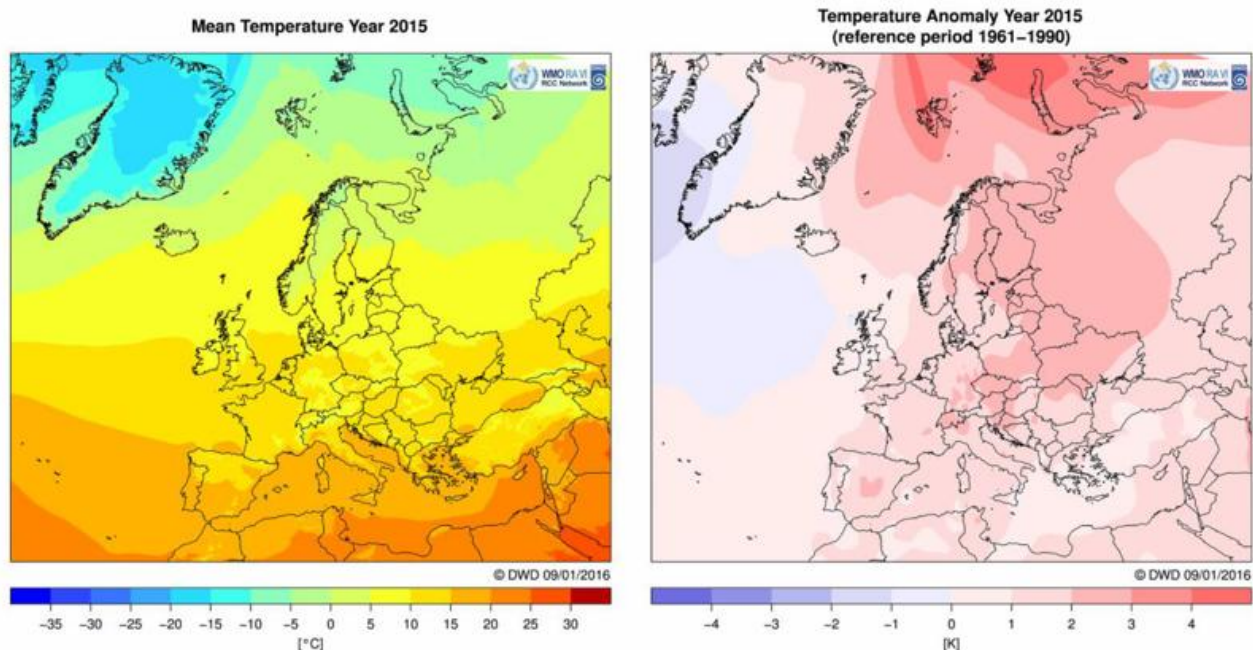 Mean Temperature Year 2015
WMO RA VI
RCC Network
© DWD 09/01/2016
−35 −30 −25 −20 −15 −10 −5 0 5 10 15 20 25 30
[°C]
Temperature Anomaly Year 2015
(reference period 1961−1990)
WMO RA VI
RCC Network
© DWD 09/01/2016
−4 −3 −2 −1 0 1 2 3 4
[K]